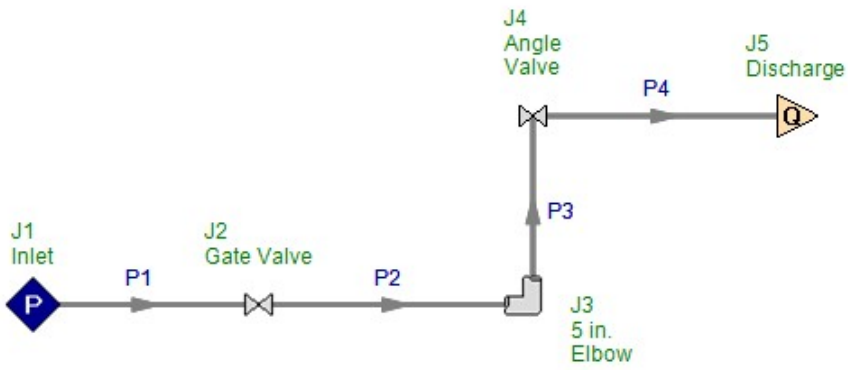 J4
Angle
Valve
J5
Discharge
P4
Q
P3
J1
Inlet
J2
Gate Valve
P1
P2
P
J3
5 in.
Elbow